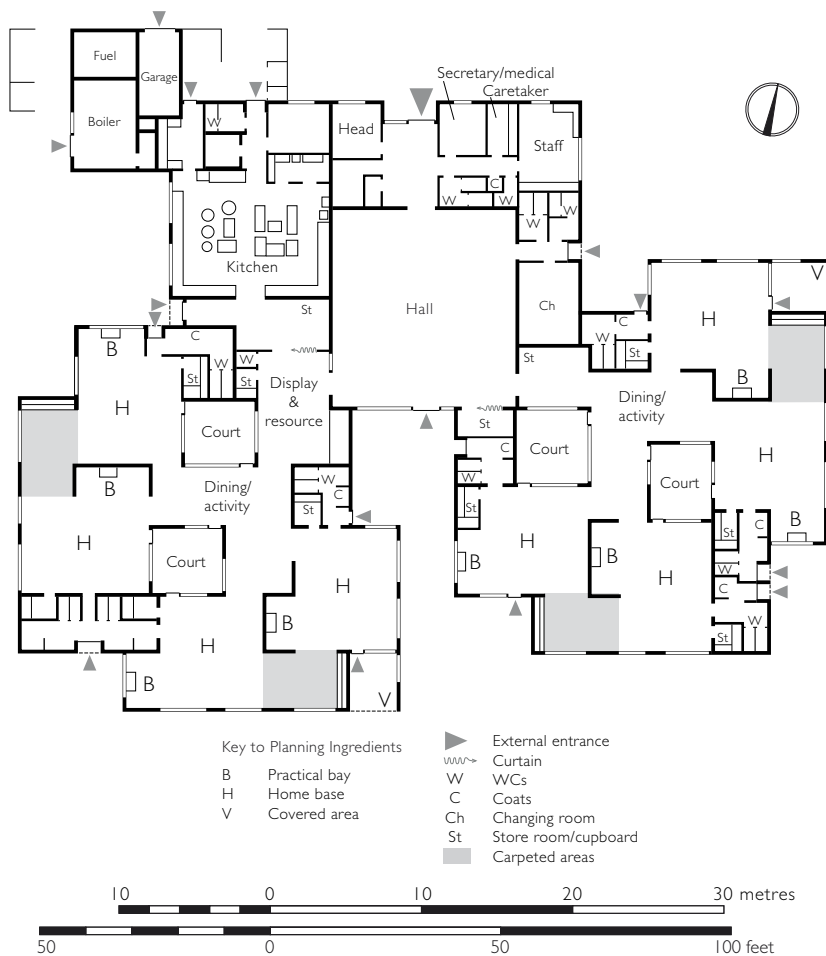 Fuel
Garage
Boiler
W
Head
Secretary/medical
Caretaker
Staff
C
W
W
W
W
Kitchen
Hall
Ch
V
St
St
C
W
C
St
H
B
B
H
St
W
W
St
Display
&
resource
Dining/
activity
Court
St
C
W
Court
Court
H
B
H
B
Dining/
activity
W
C
St
St
H
B
B
H
St
C
W
C
W
St
B
Court
H
B
H
B
V
Key to Planning Ingredients
B Practical bay
H Home base
V Covered area
External entrance
Curtain
W WCs
C Coats
Ch Changing room
St Store room/cupboard
Carpeted areas
10 0 10 20 30 metres
50 0 50 100 feet